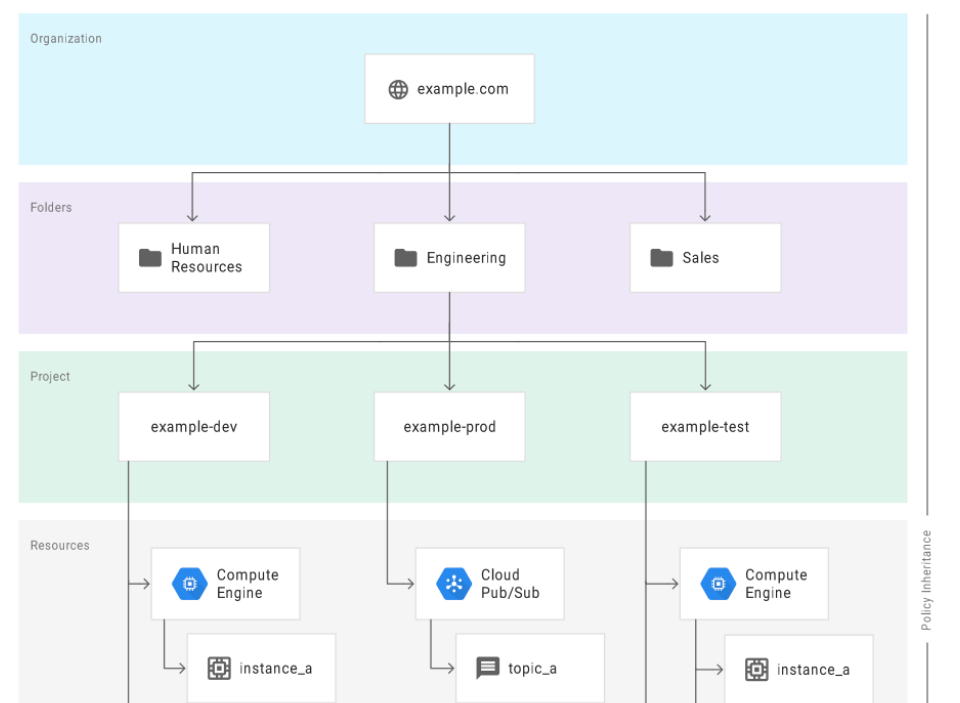 Organization
example.com
Folders
Human
Resources
Engineering
Sales
Project
example-dev
example-prod
example-test
Resources
Compute
Engine
Cloud
Pub/Sub
Compute
Engine
instance_a
topic_a
instance_a
Policy Inheritance